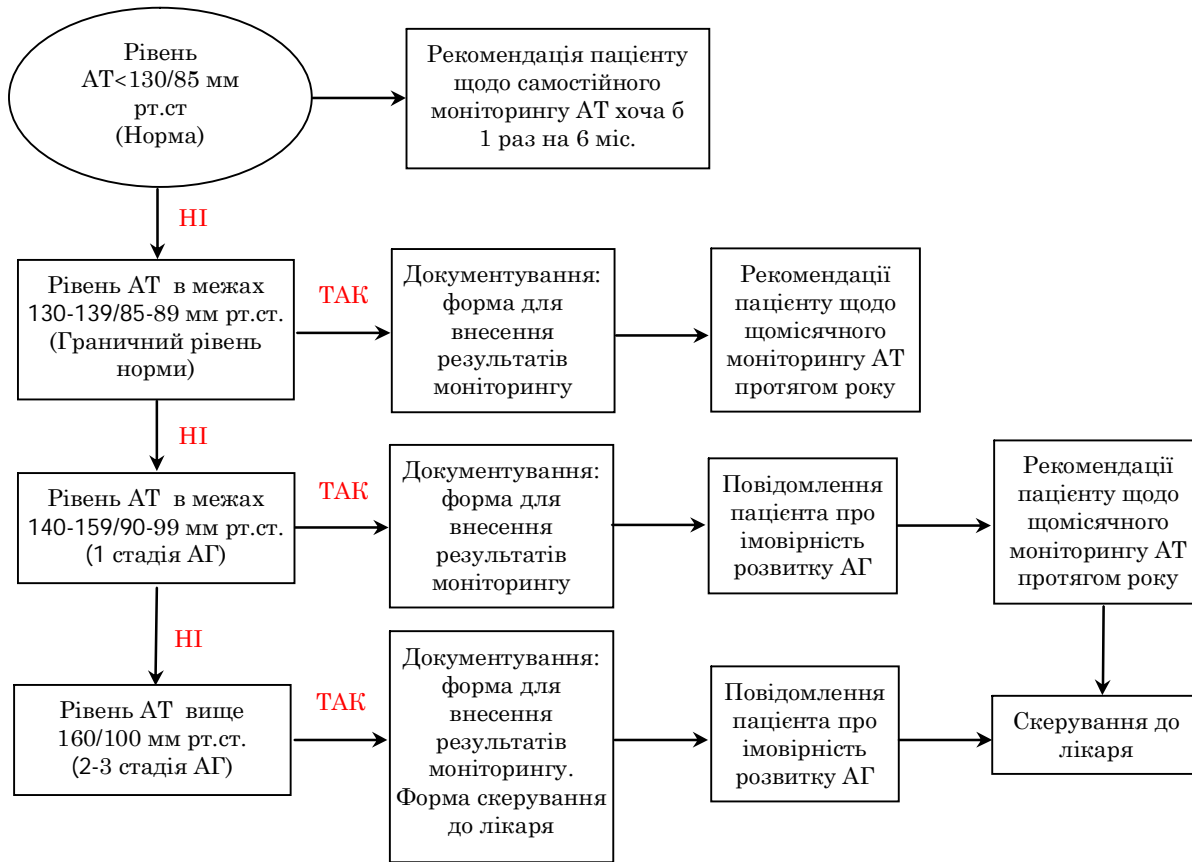 Рівень
АТ<130/85 мм
рт.ст
(Норма)
Рекомендація пацієнту
щодо самостійного
моніторингу АТ хоча б
1 раз на 6 міс.
НІ
Рівень АТ в межах
130-139/85-89 мм рт.ст.
(Граничний рівень
норми)
ТАК
Документування:
форма для
внесення
результатів
моніторингу
Рекомендації
пацієнту щодо
щомісячного
моніторингу АТ
протягом року
НІ
Рівень АТ в межах
140-159/90-99 мм рт.ст.
(1 стадія АГ)
ТАК
Документування:
форма для
внесення
результатів
моніторингу
Повідомлення
пацієнта про
імовірність
розвитку АГ
Рекомендації
пацієнту щодо
щомісячного
моніторингу АТ
протягом року
НІ
Рівень АТ вище
160/100 мм рт.ст.
(2-3 стадія АГ)
ТАК
Документування:
форма для
внесення
результатів
моніторингу.
Форма скерування
до лікаря
Повідомлення
пацієнта про
імовірність
розвитку АГ
Скерування до
лікаря